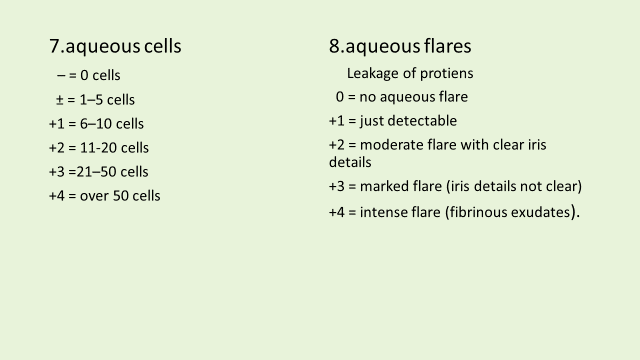 7.aqueous cells
– = 0 cells
± = 1–5 cells
+1 = 6–10 cells
+2 = 11-20 cells
+3 =21–50 cells
+4 = over 50 cells
8.aqueous flares
Leakage of protiens
0 = no aqueous flare
+1 = just detectable
+2 = moderate flare with clear iris
details
+3 = marked flare (iris details not clear)
+4 = intense flare (fibrinous exudates).